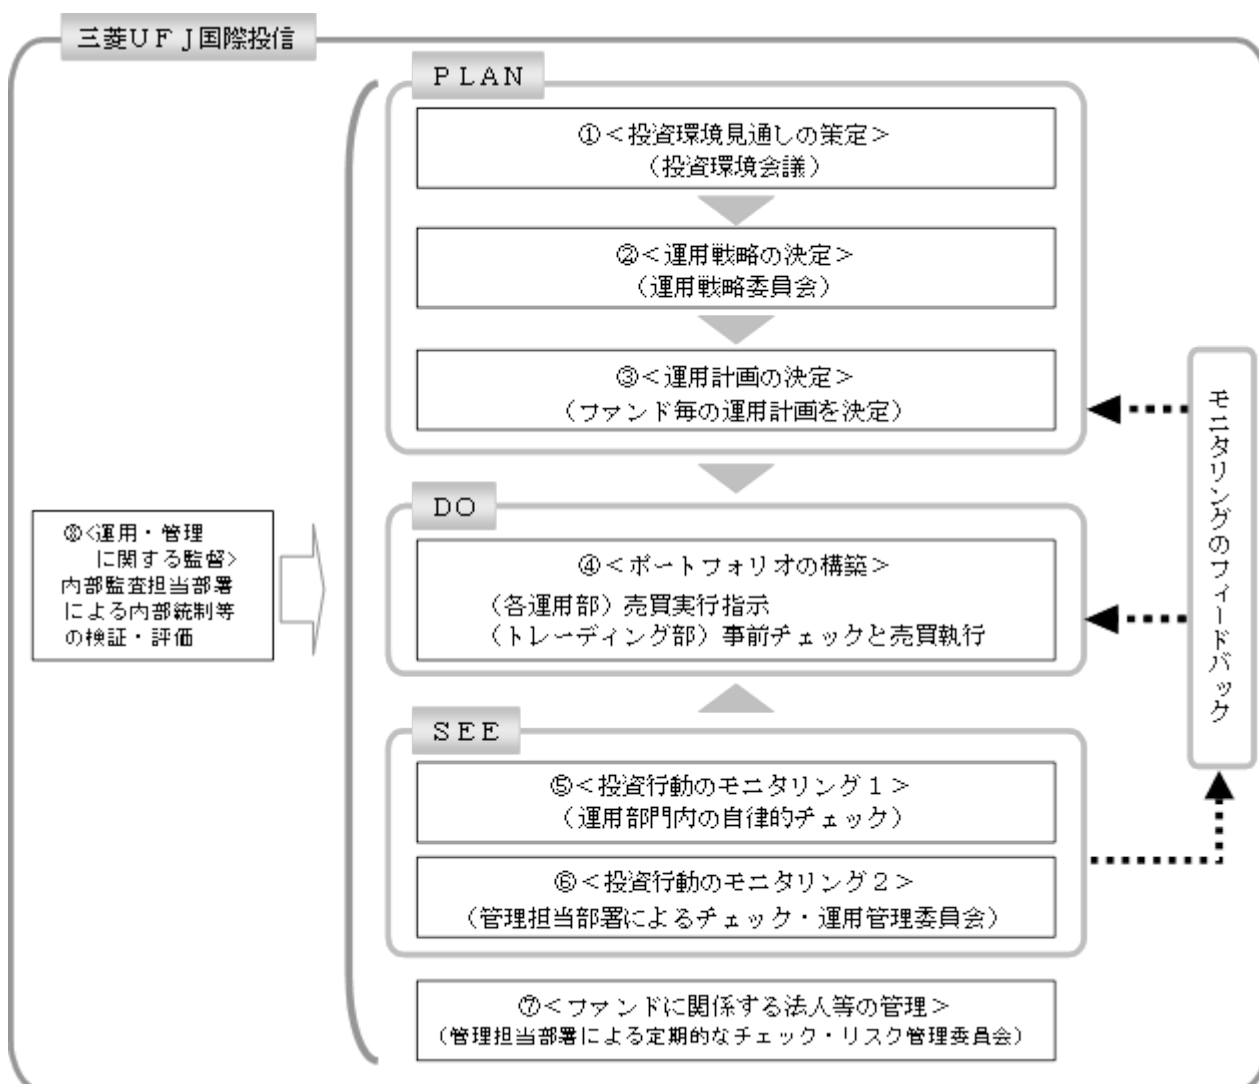 三菱ＵＦＪ国際投信
ＰＬＡＮ
①＜投資環境見通しの策定＞
（投資環境会議）
②＜運用戦略の決定＞
（運用戦略委員会）
③＜運用計画の決定＞
（ファンド毎の運用計画を決定）
ＤＯ
④＜ポートフォリオの構築＞
（各運用部）売買実行指示
（トレーディング部）事前チェックと売買執行
ＳＥＥ
⑤＜投資行動のモニタリング１＞
（運用部門内の自律的チェック）
⑥＜投資行動のモニタリング２＞
（管理担当部署によるチェック・運用管理委員会）
⑦＜ファンドに関係する法人等の管理＞
（管理担当部署による定期的なチェック・リスク管理委員会）
⑧<運用・管理
に関する監督>
内部監査担当部署
による内部統制等
の検証・評価
モニタリングのフィードバック